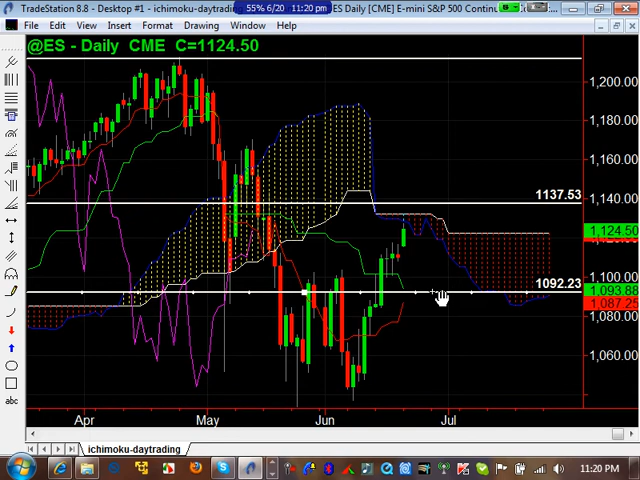 TradeStation 8.8 - Desktop #1 - ichimoku-daytrading
55% 6/20 11:20 pm
ES Daily [CME] E-mini S&P 500 Continu
File Edit View Insert Format Drawing Window Help
@ES - Daily CME C=1124.50
1,200.00
1,180.00
1,160.00
1137.53
1,140.00
1,124.50
1,100.00
1092.23
1,093.88
1,087.25
1,080.00
1,060.00
abc
Apr May Jun Jul
ichimoku-daytrading
11:20 PM